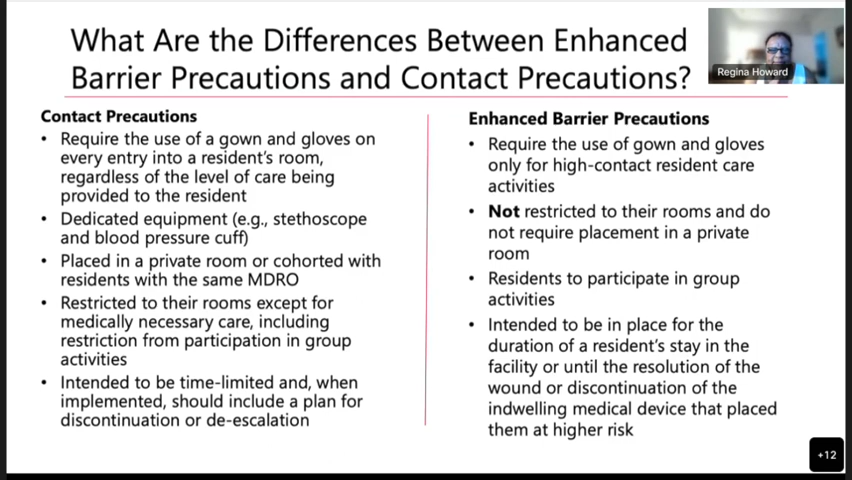 What Are the Differences Between Enhanced
Barrier Precautions and Contact Precautions?
Regina Howard
Contact Precautions
• Require the use of a gown and gloves on
every entry into a resident's room,
regardless of the level of care being
provided to the resident
• Dedicated equipment (e.g., stethoscope
and blood pressure cuff)
• Placed in a private room or cohorted with
residents with the same MDRO
• Restricted to their rooms except for
medically necessary care, including
restriction from participation in group
activities
• Intended to be time-limited and, when
implemented, should include a plan for
discontinuation or de-escalation
Enhanced Barrier Precautions
• Require the use of gown and gloves
only for high-contact resident care
activities
• Not restricted to their rooms and do
not require placement in a private
room
• Residents to participate in group
activities
• Intended to be in place for the
duration of a resident's stay in the
facility or until the resolution of the
wound or discontinuation of the
indwelling medical device that placed
them at higher risk
+12